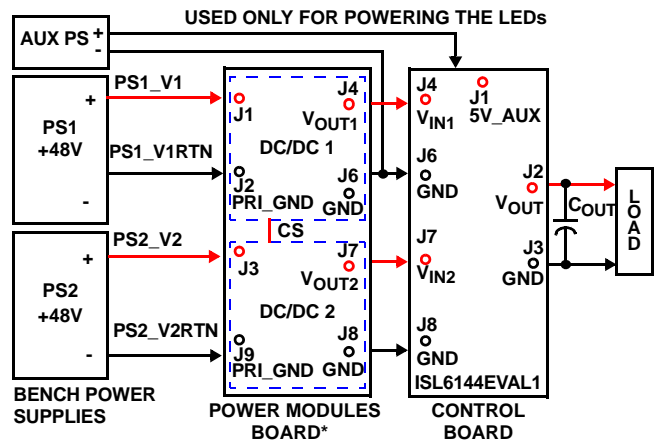 USED ONLY FOR POWERING THE LEDs
AUX PS
+
-
PS1_V1
+
PS1
+48V
-
PS1_V1RTN
J1
J4
VOUT1
DC/DC 1
J2
PRI_GND
J6
GND
CS
PS2_V2
+
PS2
+48V
-
PS2_V2RTN
J3
J7
VOUT2
DC/DC 2
J9
PRI_GND
J8
GND
J4
VIN1
J1
5V_AUX
J6
GND
J2
VOUT
COUT
LOAD
J7
VIN2
J3
GND
J8
GND
ISL6144EVAL1
BENCH POWER
SUPPLIES
POWER MODULES
BOARD*
CONTROL
BOARD